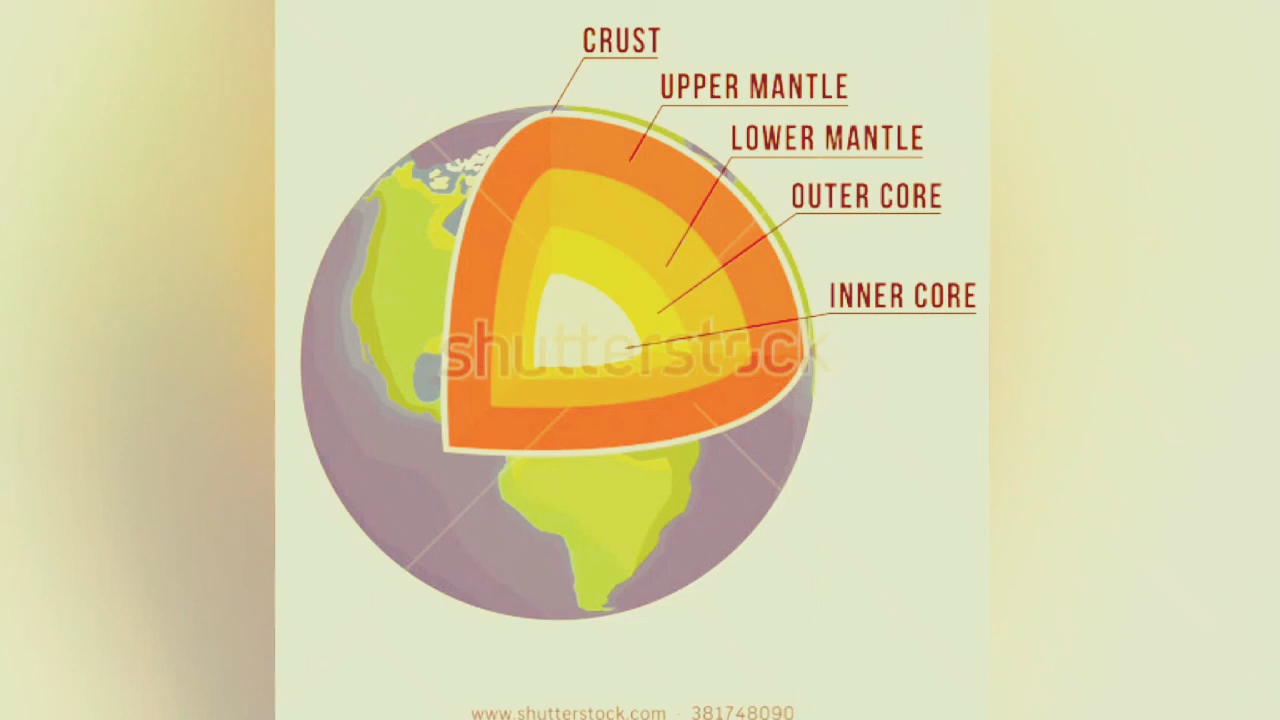 CRUST
UPPER MANTLE
LOWER MANTLE
OUTER CORE
INNER CORE
shutterstock
www.shutterstock.com · 381748090